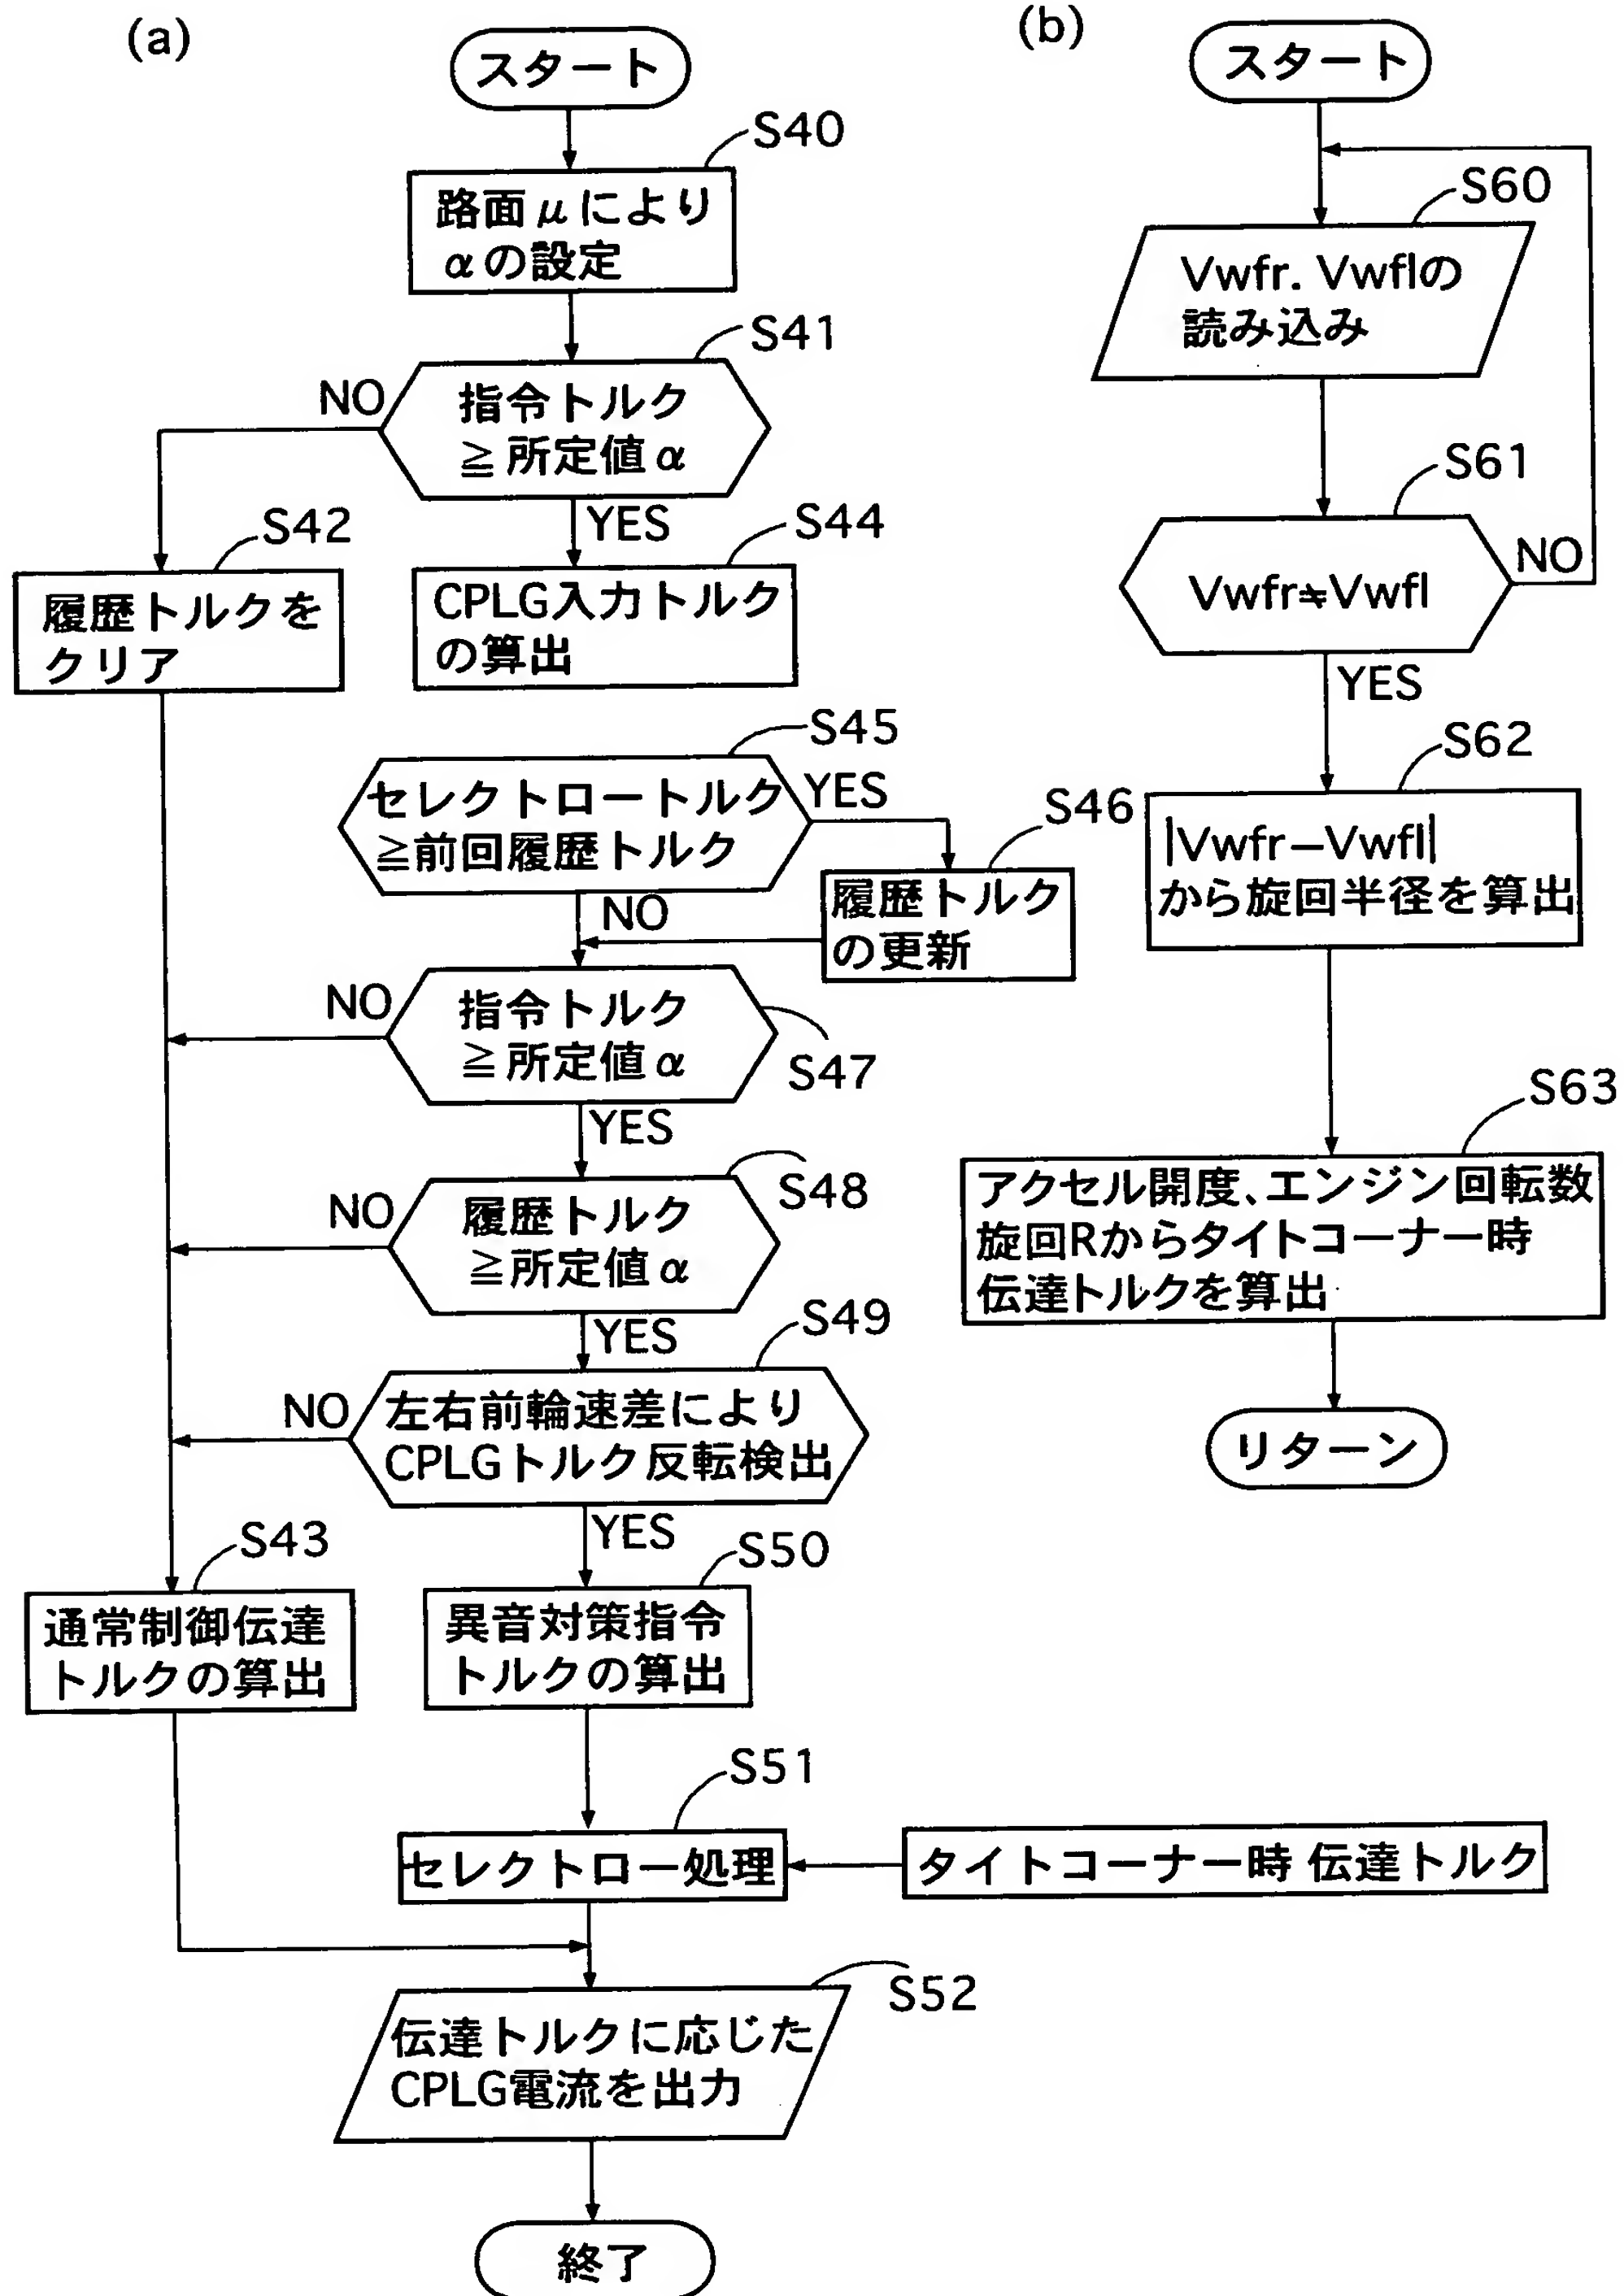 (a)
スタート
S40
路面μにより
αの設定
S41
指令トルク
≧所定値α
NO
YES
S42
履歴トルクを
クリア
S44
CPLG入力トルク
の算出
S45
セレクトロートルク
≧前回履歴トルク
YES
NO
S46
履歴トルク
の更新
指令トルク
≧所定値α
S47
NO
YES
S48
履歴トルク
≧所定値α
NO
YES
S49
左右前輪速差により
CPLGトルク反転検出
NO
YES
S43
通常制御伝達
トルクの算出
S50
異音対策指令
トルクの算出
S51
セレクトロー処理
タイトコーナー時 伝達トルク
S52
伝達トルクに応じた
CPLG電流を出力
終了
(b)
スタート
S60
Vwfr. Vwflの
読み込み
S61
Vwfr≒Vwfl
NO
YES
S62
|Vwfr−Vwfl|
から旋回半径を算出
S63
アクセル開度、エンジン回転数
旋回Rからタイトコーナー時
伝達トルクを算出
リターン